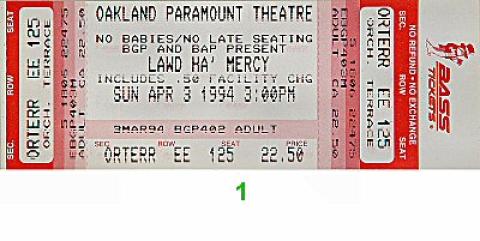 OAKLAND PARAMOUNT THEATRE
NO BABIES/NO LATE SEATING
BGP AND BAP PRESENT
LAWD HA' MERCY
INCLUDES .50 FACILITY CHG
SUN APR 3 1994 3:00PM
3MAR94 BGP402 ADULT
SEC. ROW SEAT PRICE
ORTERR EE 125 22.50
SEC. ROW SEAT
ORTERR EE 125
ORCH. TERRACE
ORTERR EE 125
ORCH. TERRACE
SEC. ROW SEAT
NO REFUND • NO EXCHANGE
BASS
TICKETS
1